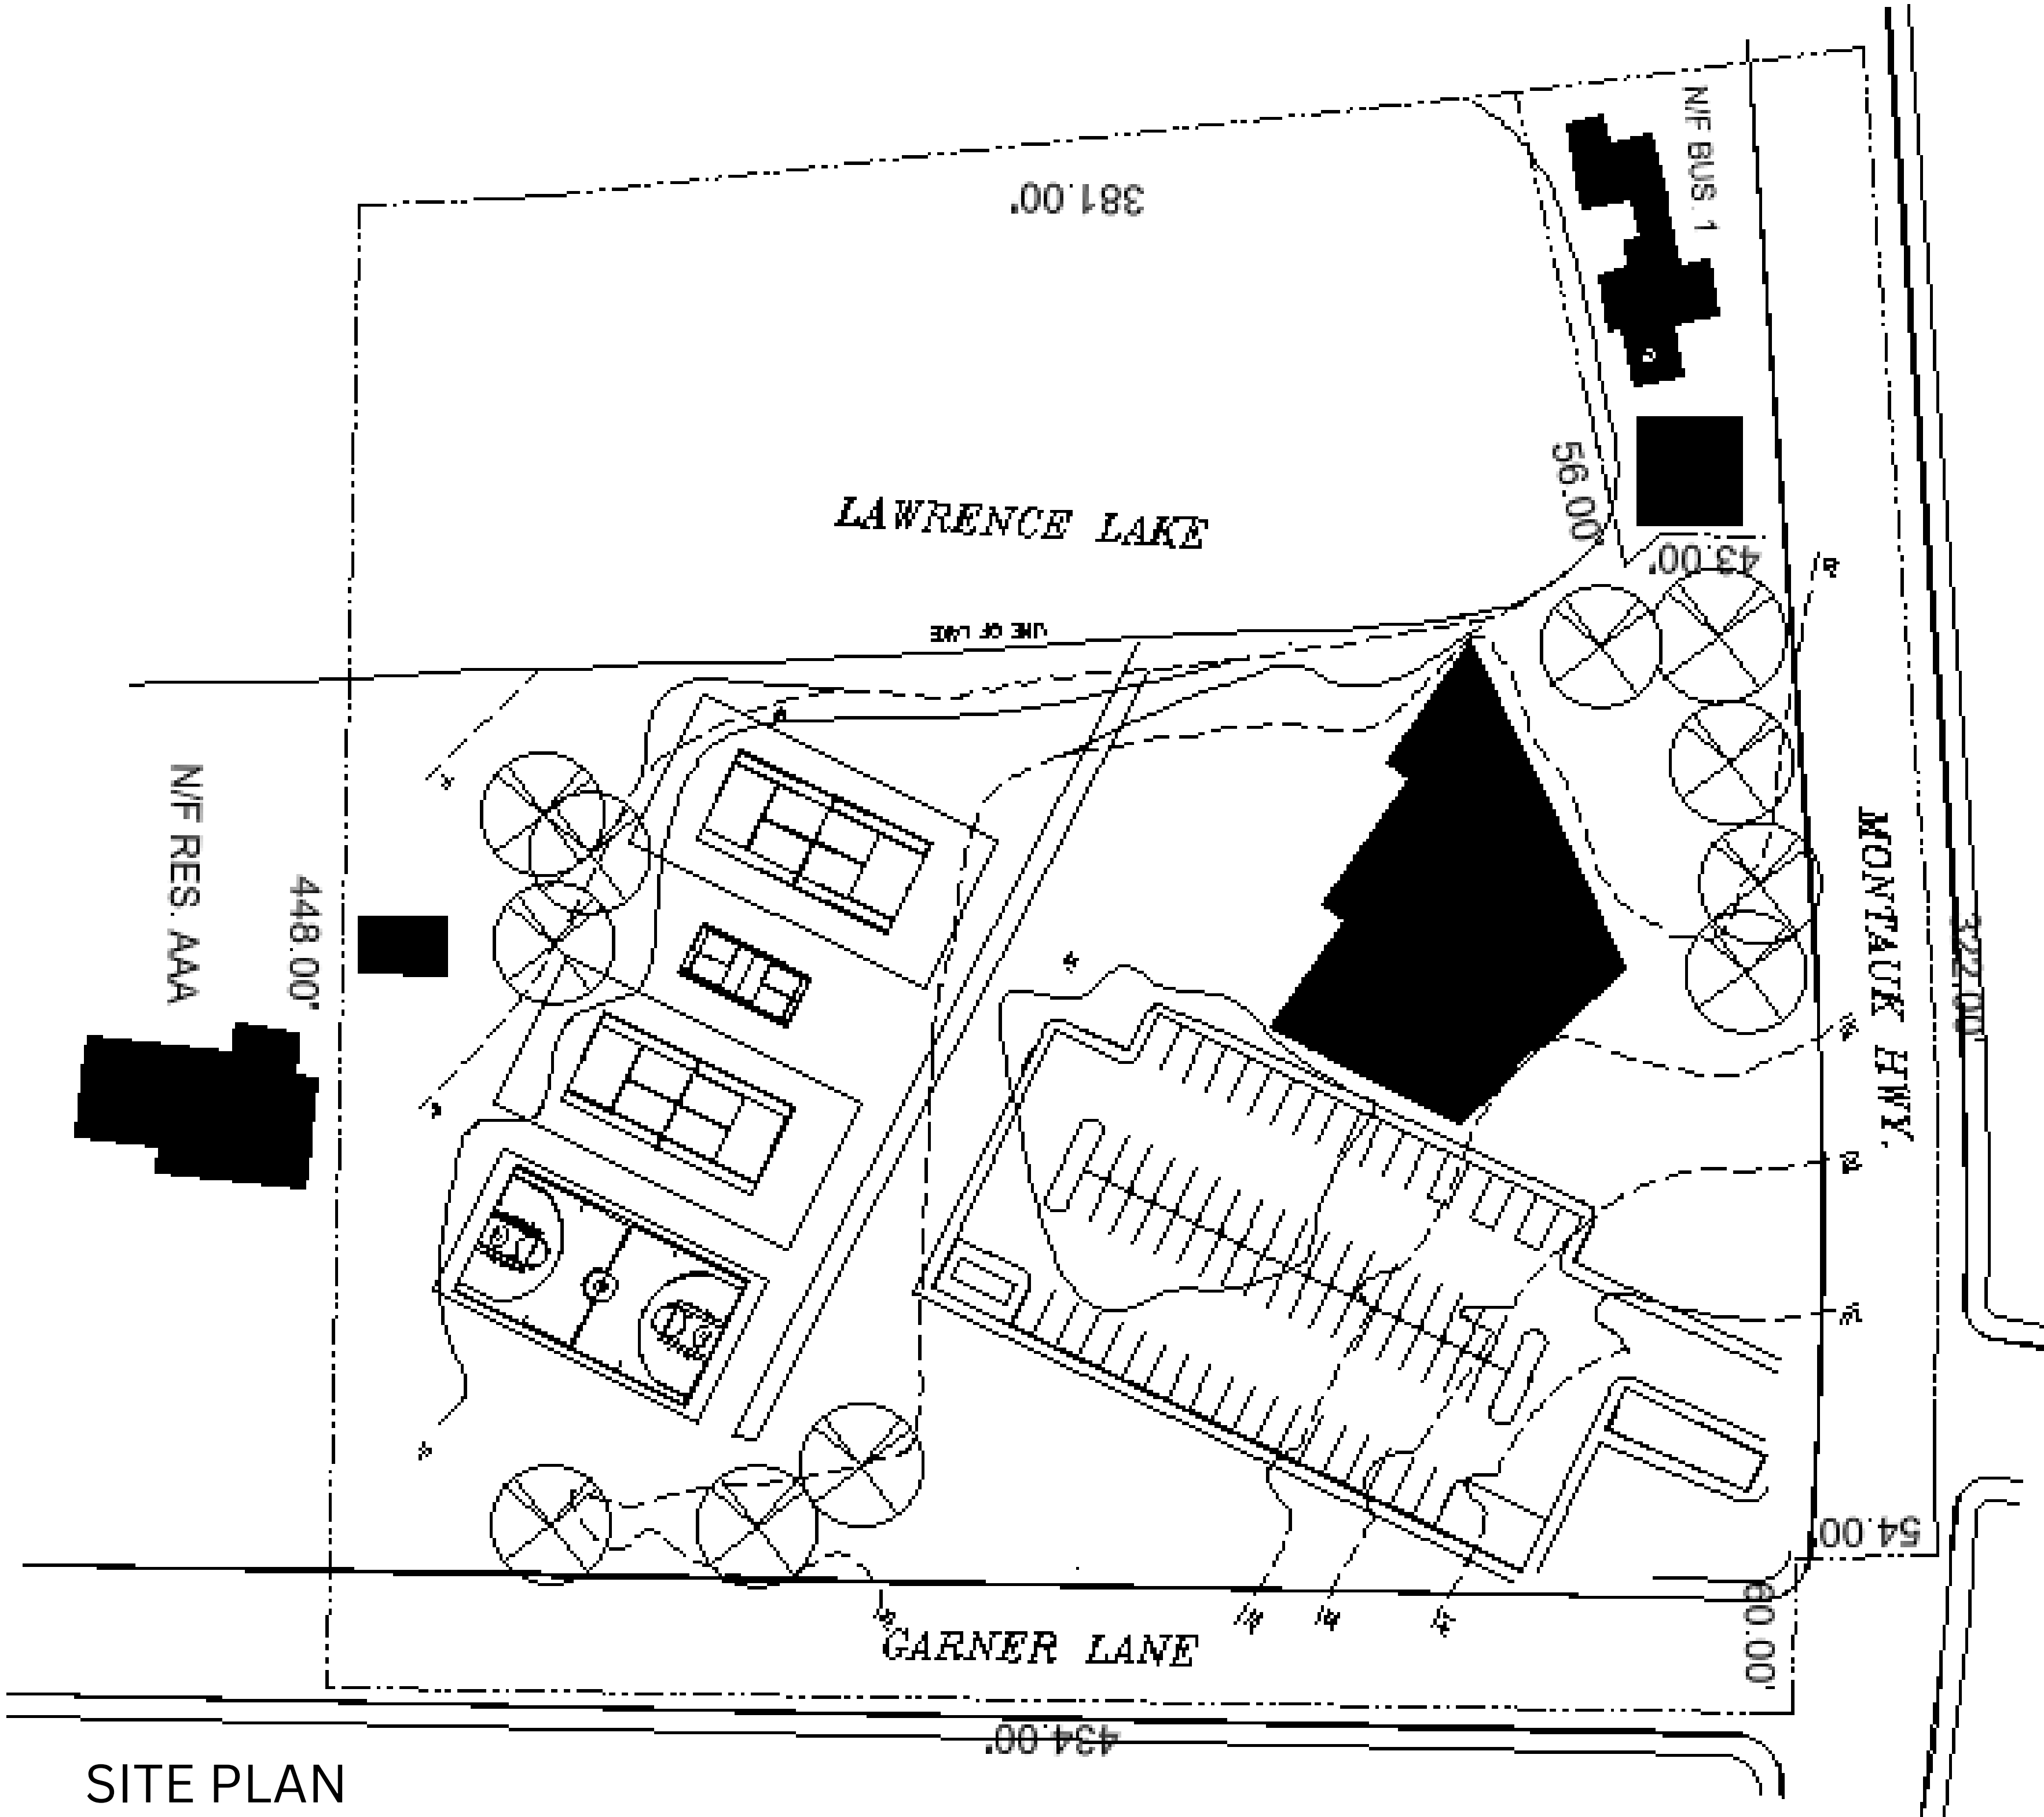 N/F BUS. 1
381.00'
56.00'
LAWRENCE LAKE
43.00'
LINE OF LAKE
N/F RES. AAA
448.00'
MONTAUK HWY.
322.00'
54.00'
60.00'
GARNER LANE
434.00'
SITE PLAN